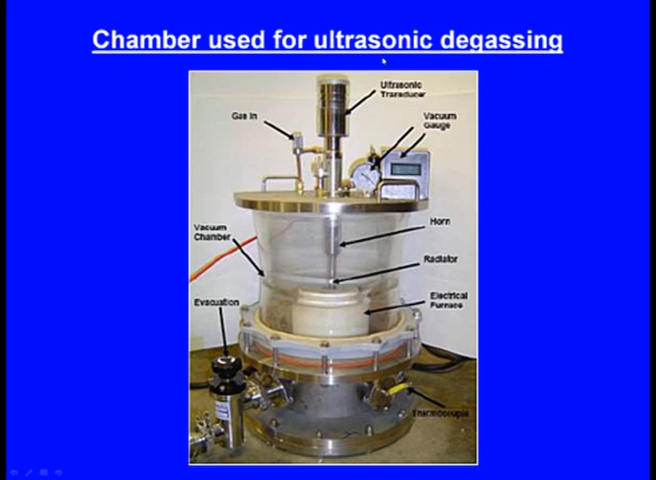 Chamber used for ultrasonic degassing
Ultrasonic
Transducer
Gas In
Vacuum
Gauge
Vacuum
Chamber
Horn
Radiator
Evacuation
Electrical
Furnace
Thermocouple